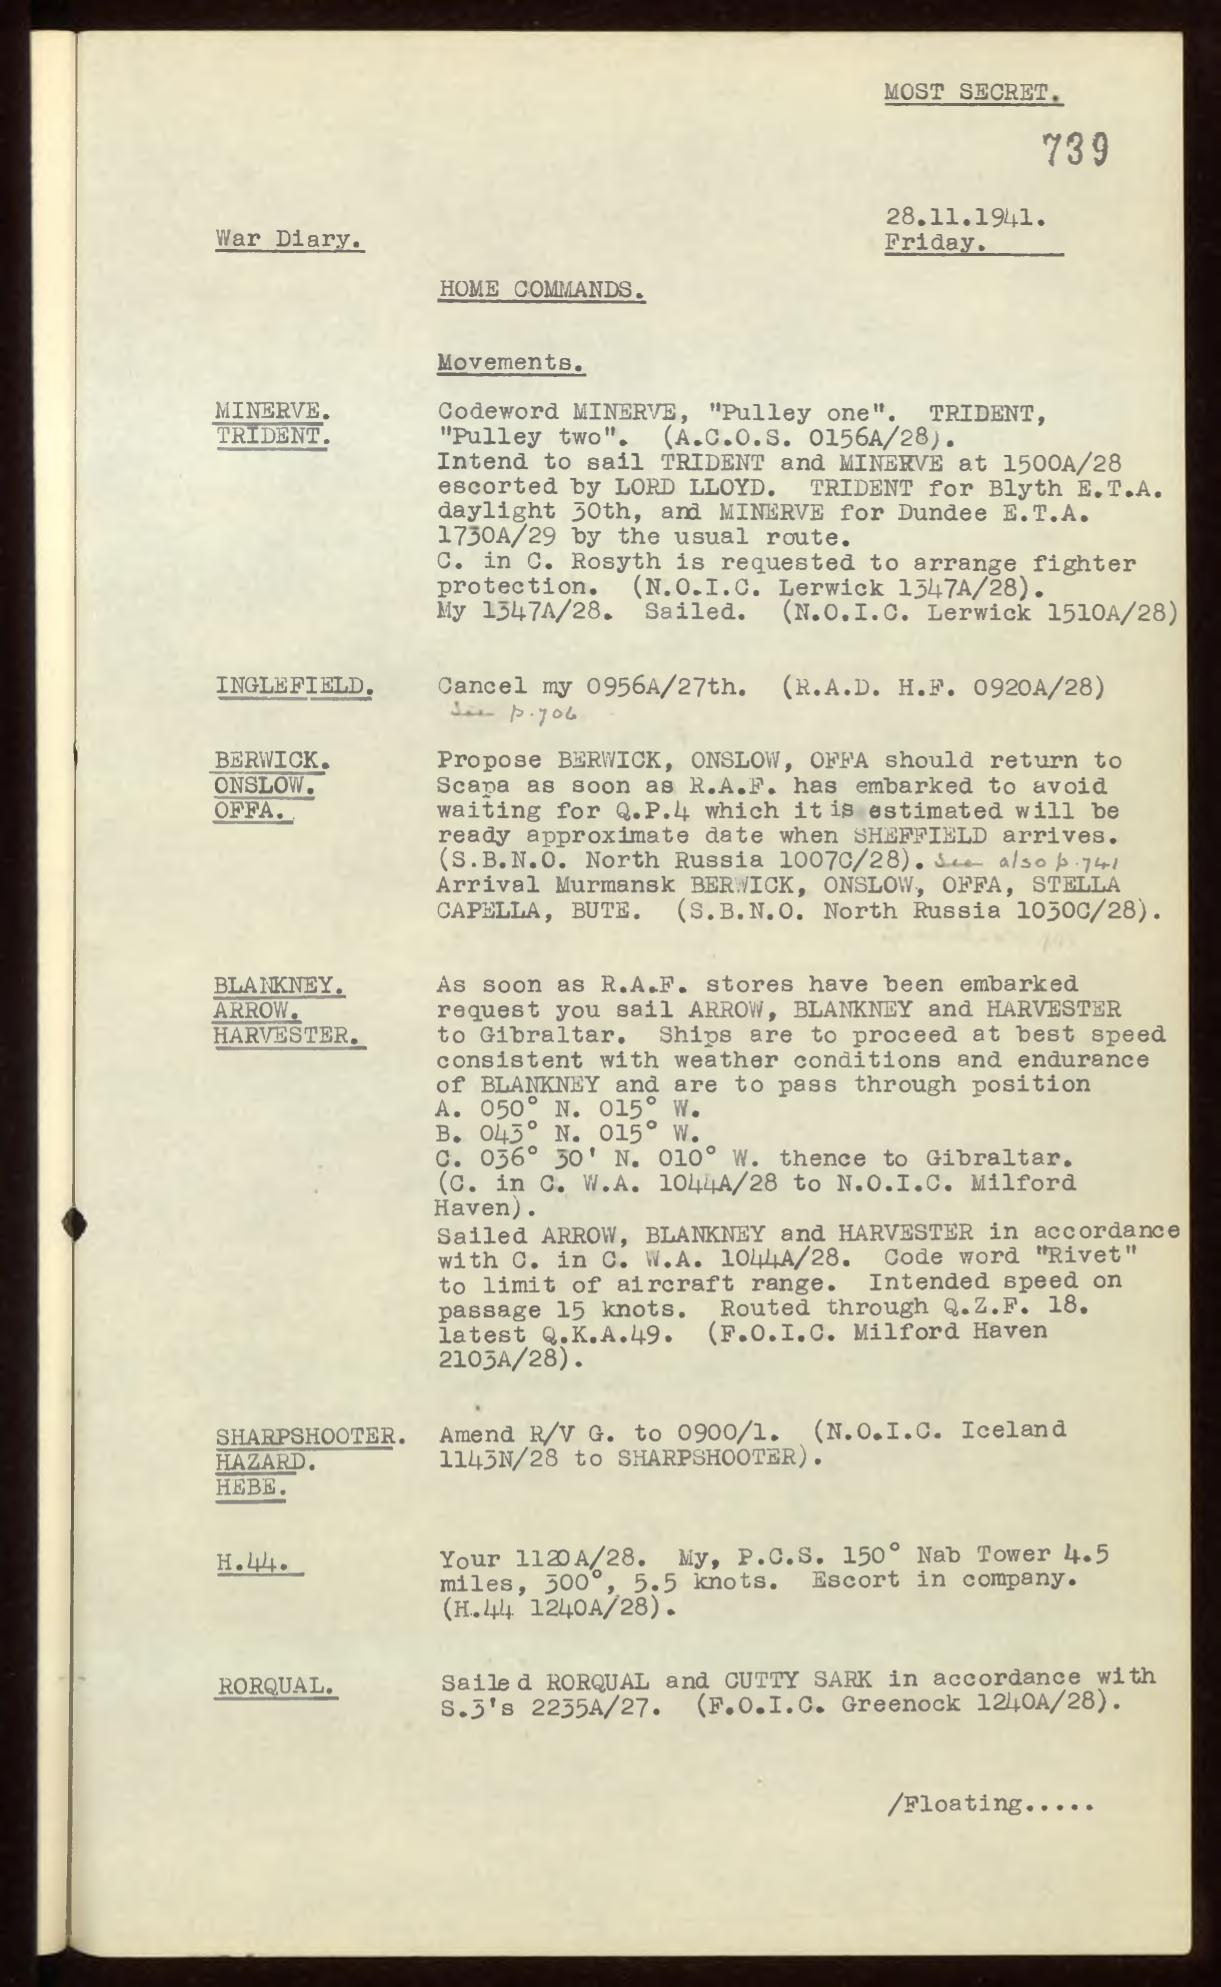 MOST SECRET.
739
28.11.1941.
War Diary.
Friday.
HOME COMMANDS.
Movements.
MINERVE.
TRIDENT.
Codeword MINERVE, "Pulley one". TRIDENT,
"Pulley two". (A.C.O.S. 0156A/28).
Intend to sail TRIDENT and MINERVE at 1500A/28
escorted by LORD LLOYD. TRIDENT for Blyth E.T.A.
daylight 30th, and MINERVE for Dundee E.T.A.
1730A/29 by the usual route.
C. in C. Rosyth is requested to arrange fighter
protection. (N.O.I.C. Lerwick 1347A/28).
My 1347A/28. Sailed. (N.O.I.C. Lerwick 1510A/28)
INGLEFIELD.
Cancel my 0956A/27th. (R.A.D. H.F. 0920A/28)
See p.706
BERWICK.
ONSLOW.
OFFA.
Propose BERWICK, ONSLOW, OFFA should return to
Scapa as soon as R.A.F. has embarked to avoid
waiting for Q.P.4 which it is estimated will be
ready approximate date when SHEFFIELD arrives.
(S.B.N.O. North Russia 1007C/28). See also p.741
Arrival Murmansk BERWICK, ONSLOW, OFFA, STELLA
CAPELLA, BUTE. (S.B.N.O. North Russia 1030C/28).
BLANKNEY.
ARROW.
HARVESTER.
As soon as R.A.F. stores have been embarked
request you sail ARROW, BLANKNEY and HARVESTER
to Gibraltar. Ships are to proceed at best speed
consistent with weather conditions and endurance
of BLANKNEY and are to pass through position
A. 050° N. 015° W.
B. 043° N. 015° W.
C. 036° 30' N. 010° W. thence to Gibraltar.
(C. in C. W.A. 1044A/28 to N.O.I.C. Milford
Haven).
Sailed ARROW, BLANKNEY and HARVESTER in accordance
with C. in C. W.A. 1044A/28. Code word "Rivet"
to limit of aircraft range. Intended speed on
passage 15 knots. Routed through Q.Z.F. 18.
latest Q.K.A.49. (F.O.I.C. Milford Haven
2103A/28).
SHARPSHOOTER.
HAZARD.
HEBE.
Amend R/V G. to 0900/1. (N.O.I.C. Iceland
1143N/28 to SHARPSHOOTER).
H.44.
Your 1120A/28. My, P.C.S. 150° Nab Tower 4.5
miles, 300°, 5.5 knots. Escort in company.
(H.44 1240A/28).
RORQUAL.
Sailed RORQUAL and CUTTY SARK in accordance with
S.3's 2235A/27. (F.O.I.C. Greenock 1240A/28).
/Floating.....